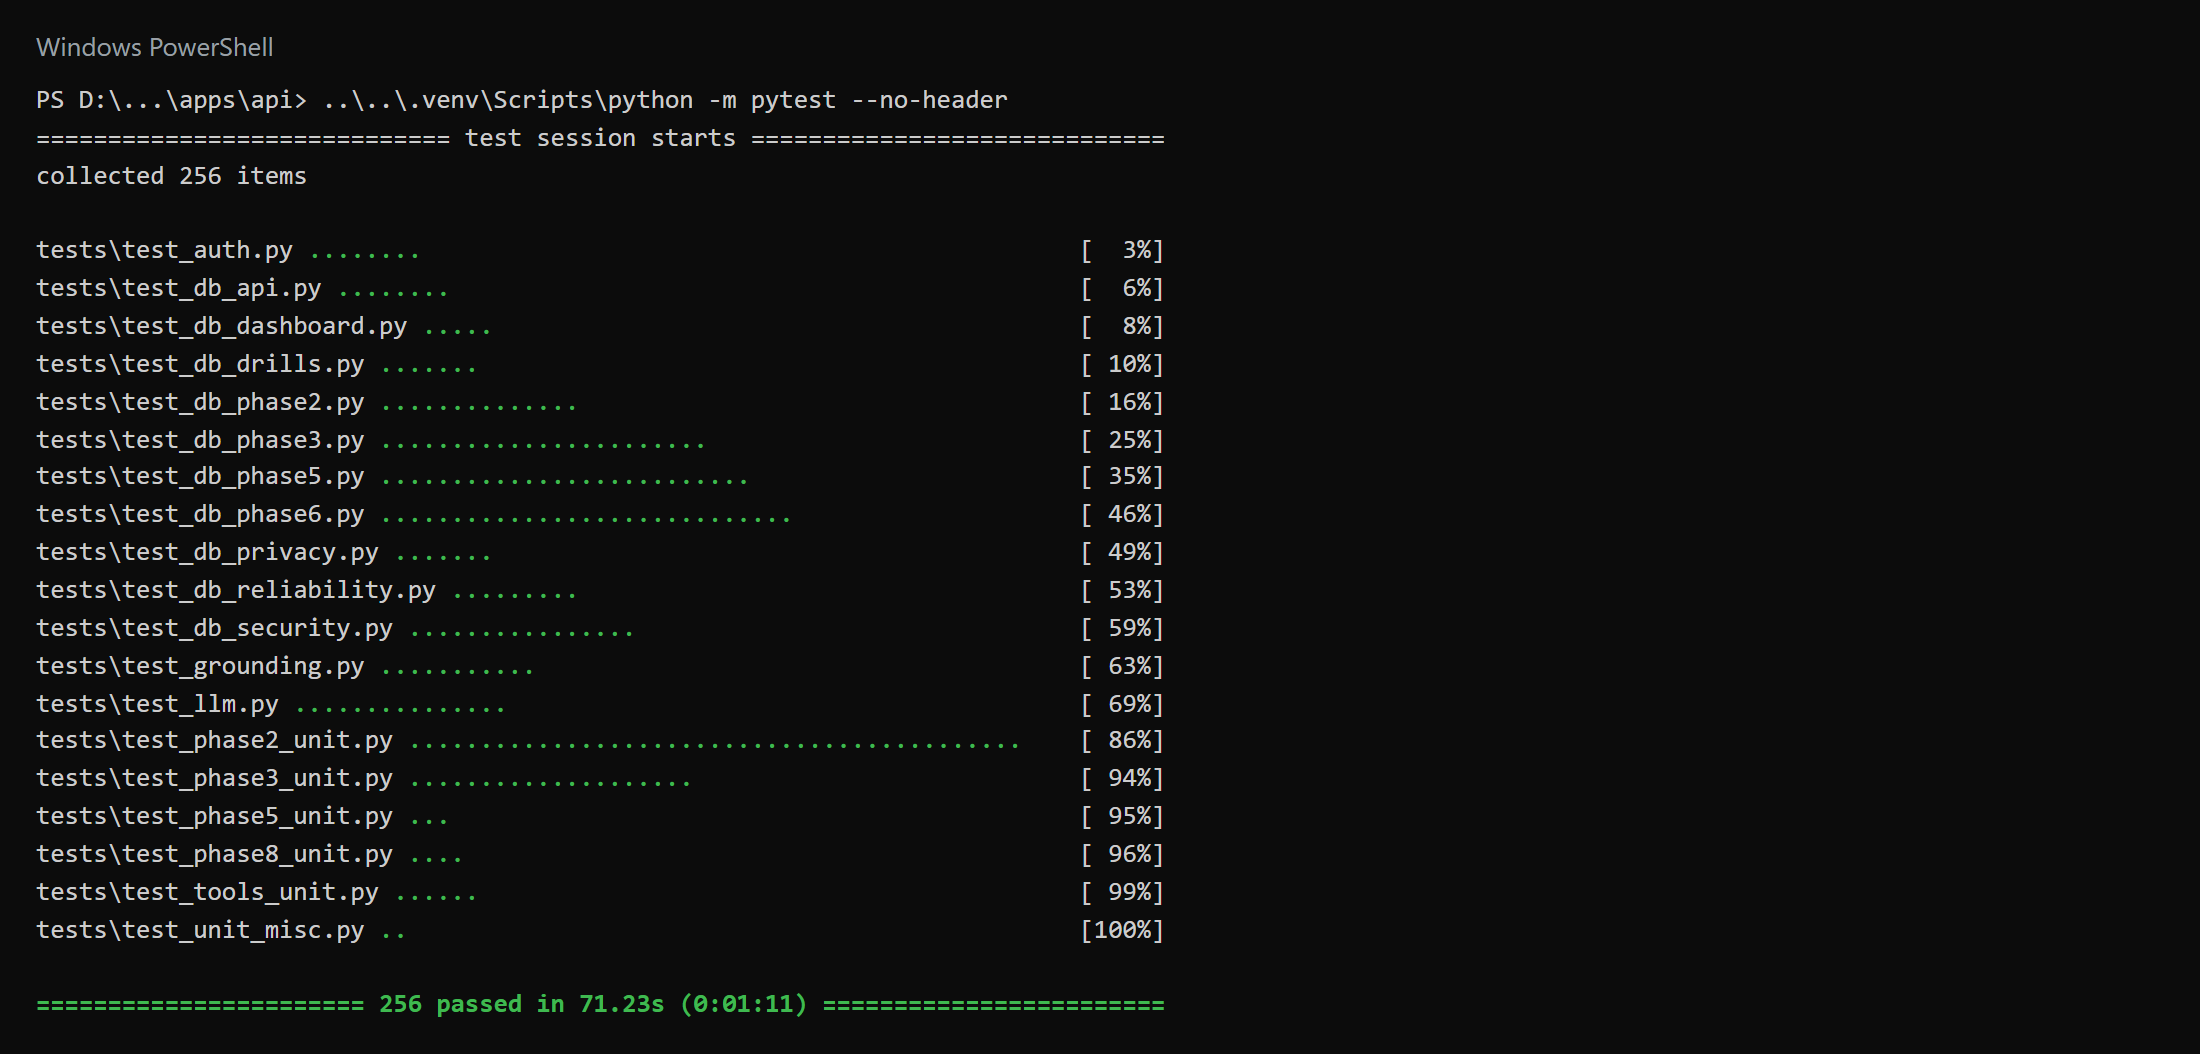 Windows PowerShell
PS D:\...\apps\api> ..\..\.venv\Scripts\python -m pytest --no-header
============================= test session starts =============================
collected 256 items
tests\test_auth.py ........                                              [  3%]
tests\test_db_api.py ........                                            [  6%]
tests\test_db_dashboard.py .....                                         [  8%]
tests\test_db_drills.py .......                                          [ 10%]
tests\test_db_phase2.py ..............                                   [ 16%]
tests\test_db_phase3.py .......................                          [ 25%]
tests\test_db_phase5.py ..........................                       [ 35%]
tests\test_db_phase6.py .............................                    [ 46%]
tests\test_db_privacy.py .......                                         [ 49%]
tests\test_db_reliability.py .........                                   [ 53%]
tests\test_db_security.py ................                               [ 59%]
tests\test_grounding.py ...........                                      [ 63%]
tests\test_llm.py ...............                                        [ 69%]
tests\test_phase2_unit.py ...........................................    [ 86%]
tests\test_phase3_unit.py ....................                           [ 94%]
tests\test_phase5_unit.py ...                                            [ 95%]
tests\test_phase8_unit.py ....                                           [ 96%]
tests\test_tools_unit.py ......                                          [ 99%]
tests\test_unit_misc.py ..                                               [100%]
======================= 256 passed in 71.23s (0:01:11) ========================